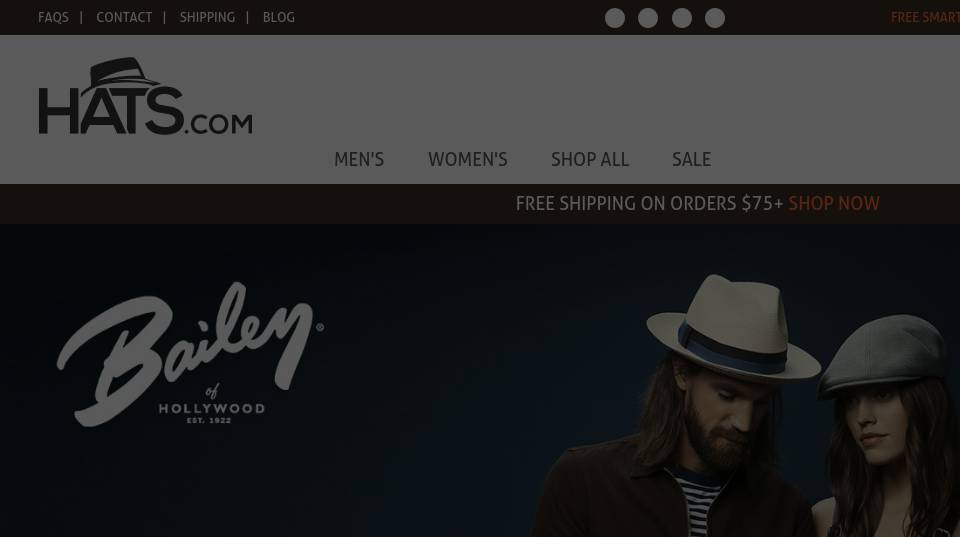 FAQS | CONTACT | SHIPPING | BLOG
FREE SMART
HATS.COM
MEN'S WOMEN'S SHOP ALL SALE
FREE SHIPPING ON ORDERS $75+ SHOP NOW
Bailey®
of
HOLLYWOOD
EST. 1922